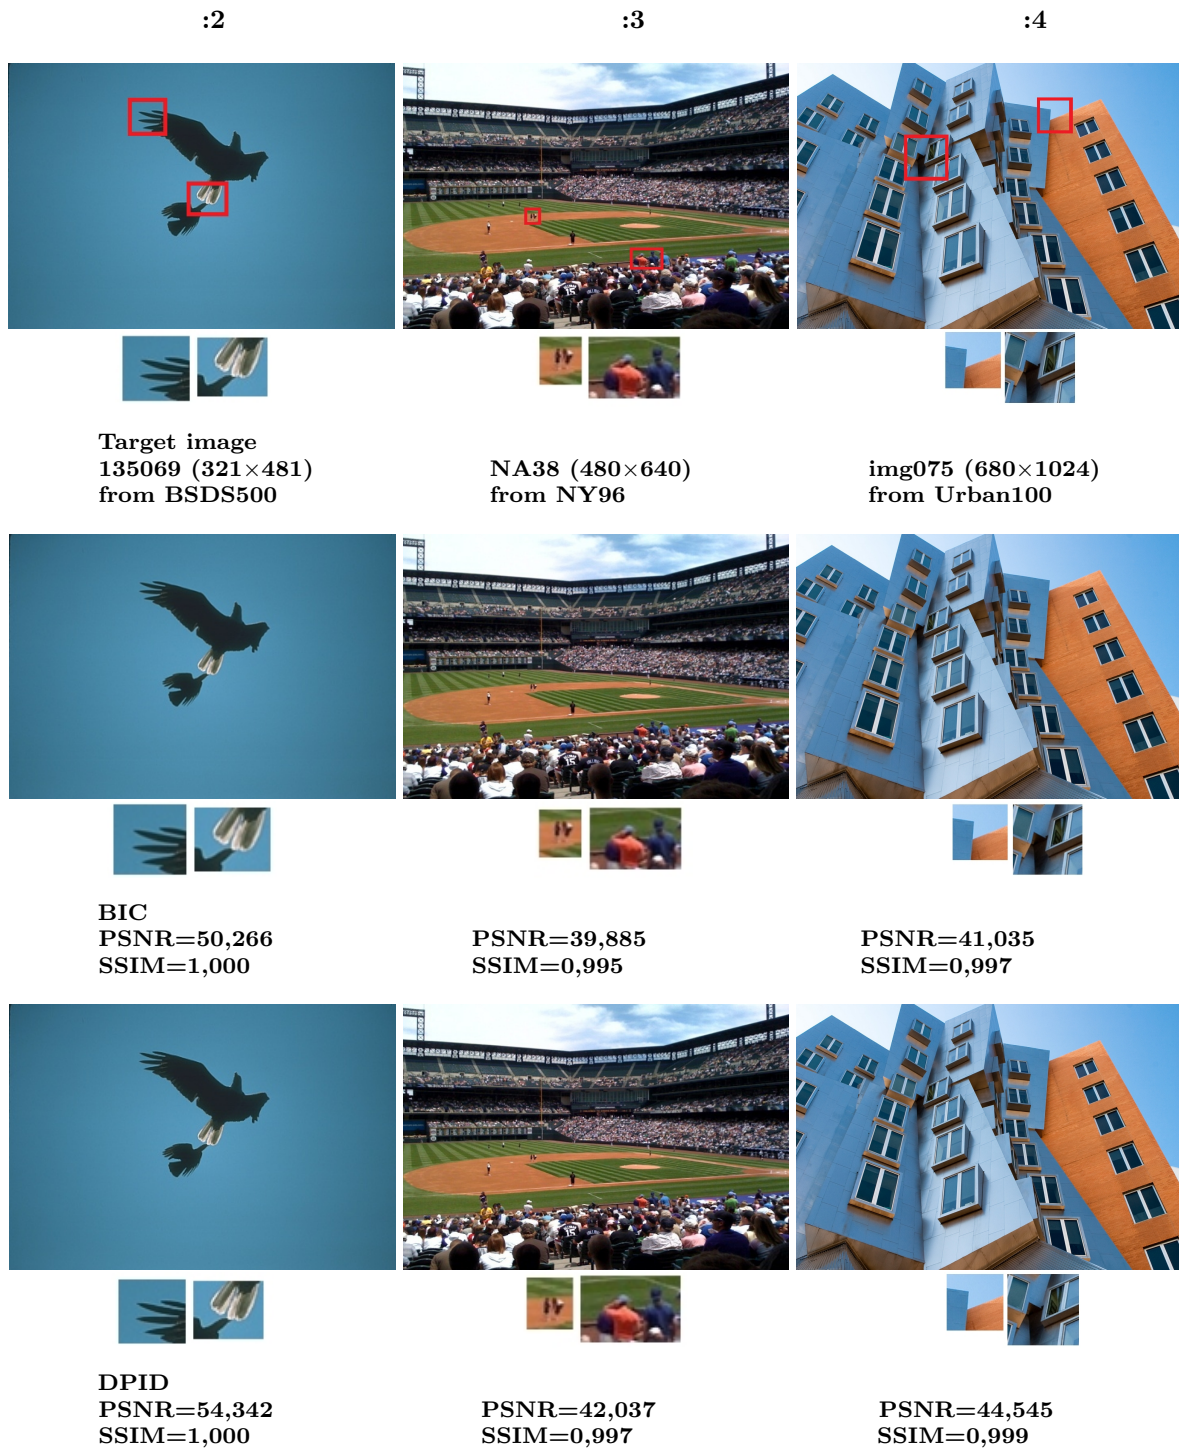 :2 :3 :4
Target image
135069 (321×481) NA38 (480×640) img075 (680×1024)
from BSDS500 from NY96 from Urban100
BIC
PSNR=50,266 PSNR=39,885 PSNR=41,035
SSIM=1,000 SSIM=0,995 SSIM=0,997
DPID
PSNR=54,342 PSNR=42,037 PSNR=44,545
SSIM=1,000 SSIM=0,997 SSIM=0,999